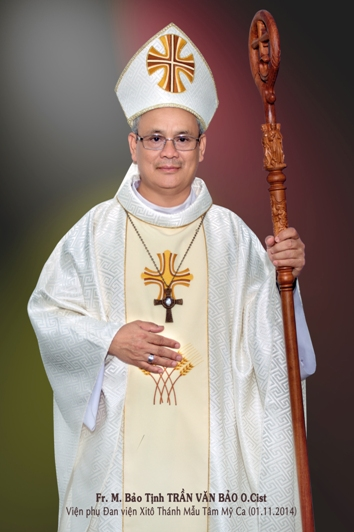 Fr. M. Bảo Tịnh TRẦN VĂN BẢO O.Cist
Viện phụ Đan viện Xitô Thánh Mẫu Tâm Mỹ Ca (01.11.2014)